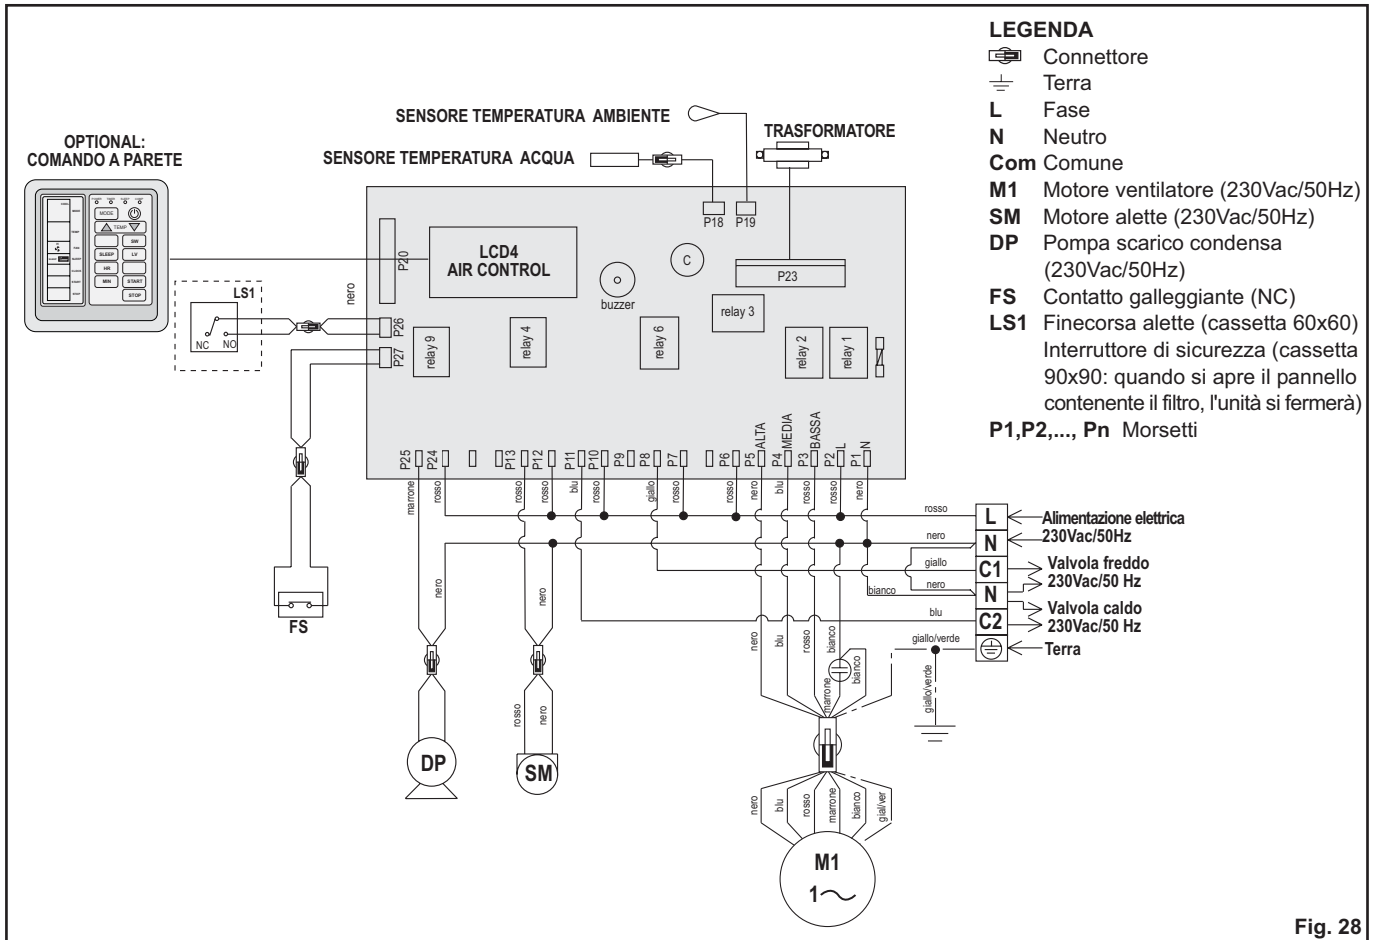 LEGENDA
Connettore
Terra
L Fase
N Neutro
Com Comune
M1 Motore ventilatore (230Vac/50Hz)
SM Motore alette (230Vac/50Hz)
DP Pompa scarico condensa
(230Vac/50Hz)
FS Contatto galleggiante (NC)
LS1 Finecorsa alette (cassetta 60x60)
Interruttore di sicurezza (cassetta
90x90: quando si apre il pannello
contenente il filtro, l'unità si fermerà)
P1,P2,..., Pn Morsetti
OPTIONAL:
COMANDO A PARETE
MODE
TEMP
SW
SLEEP LV
HR
MIN START
STOP
SENSORE TEMPERATURA AMBIENTE
SENSORE TEMPERATURA ACQUA
TRASFORMATORE
P18 P19
P20
LCD4
AIR CONTROL
C
P23
buzzer
nero
LS1
NC NO
P26
P27
relay 9
relay 4
relay 6
relay 3
relay 2
relay 1
P25
P24
P13
P12
P11
P10
P9
P8
P7
P6
P5
ALTA
P4
MEDIA
P3
BASSA
P2
L
P1
N
marrone
rosso
rosso
rosso
blu
rosso
giallo
rosso
rosso
nero
blu
rosso
rosso
nero
rosso
L
Alimentazione elettrica
230Vac/50Hz
nero
N
giallo
C1
Valvola freddo
230Vac/50 Hz
nero
bianco
N
blu
C2
Valvola caldo
230Vac/50 Hz
giallo/verde
Terra
giallo/verde
FS
nero
nero
rosso
nero
DP
SM
nero
blu
rosso
bianco
marrone
bianco
nero
blu
rosso
marrone
bianco
gial/ver
M1
1
Fig. 28